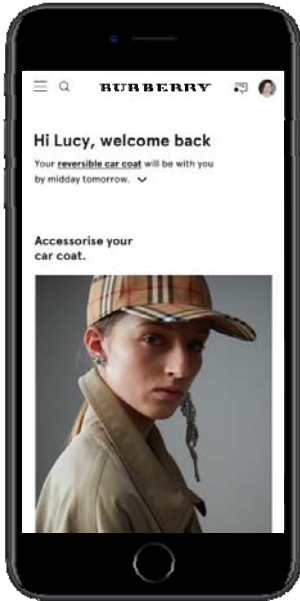 BURBERRY
Hi Lucy, welcome back
Your reversible car coat will be with you
by midday tomorrow.
Accessorise your
car coat.